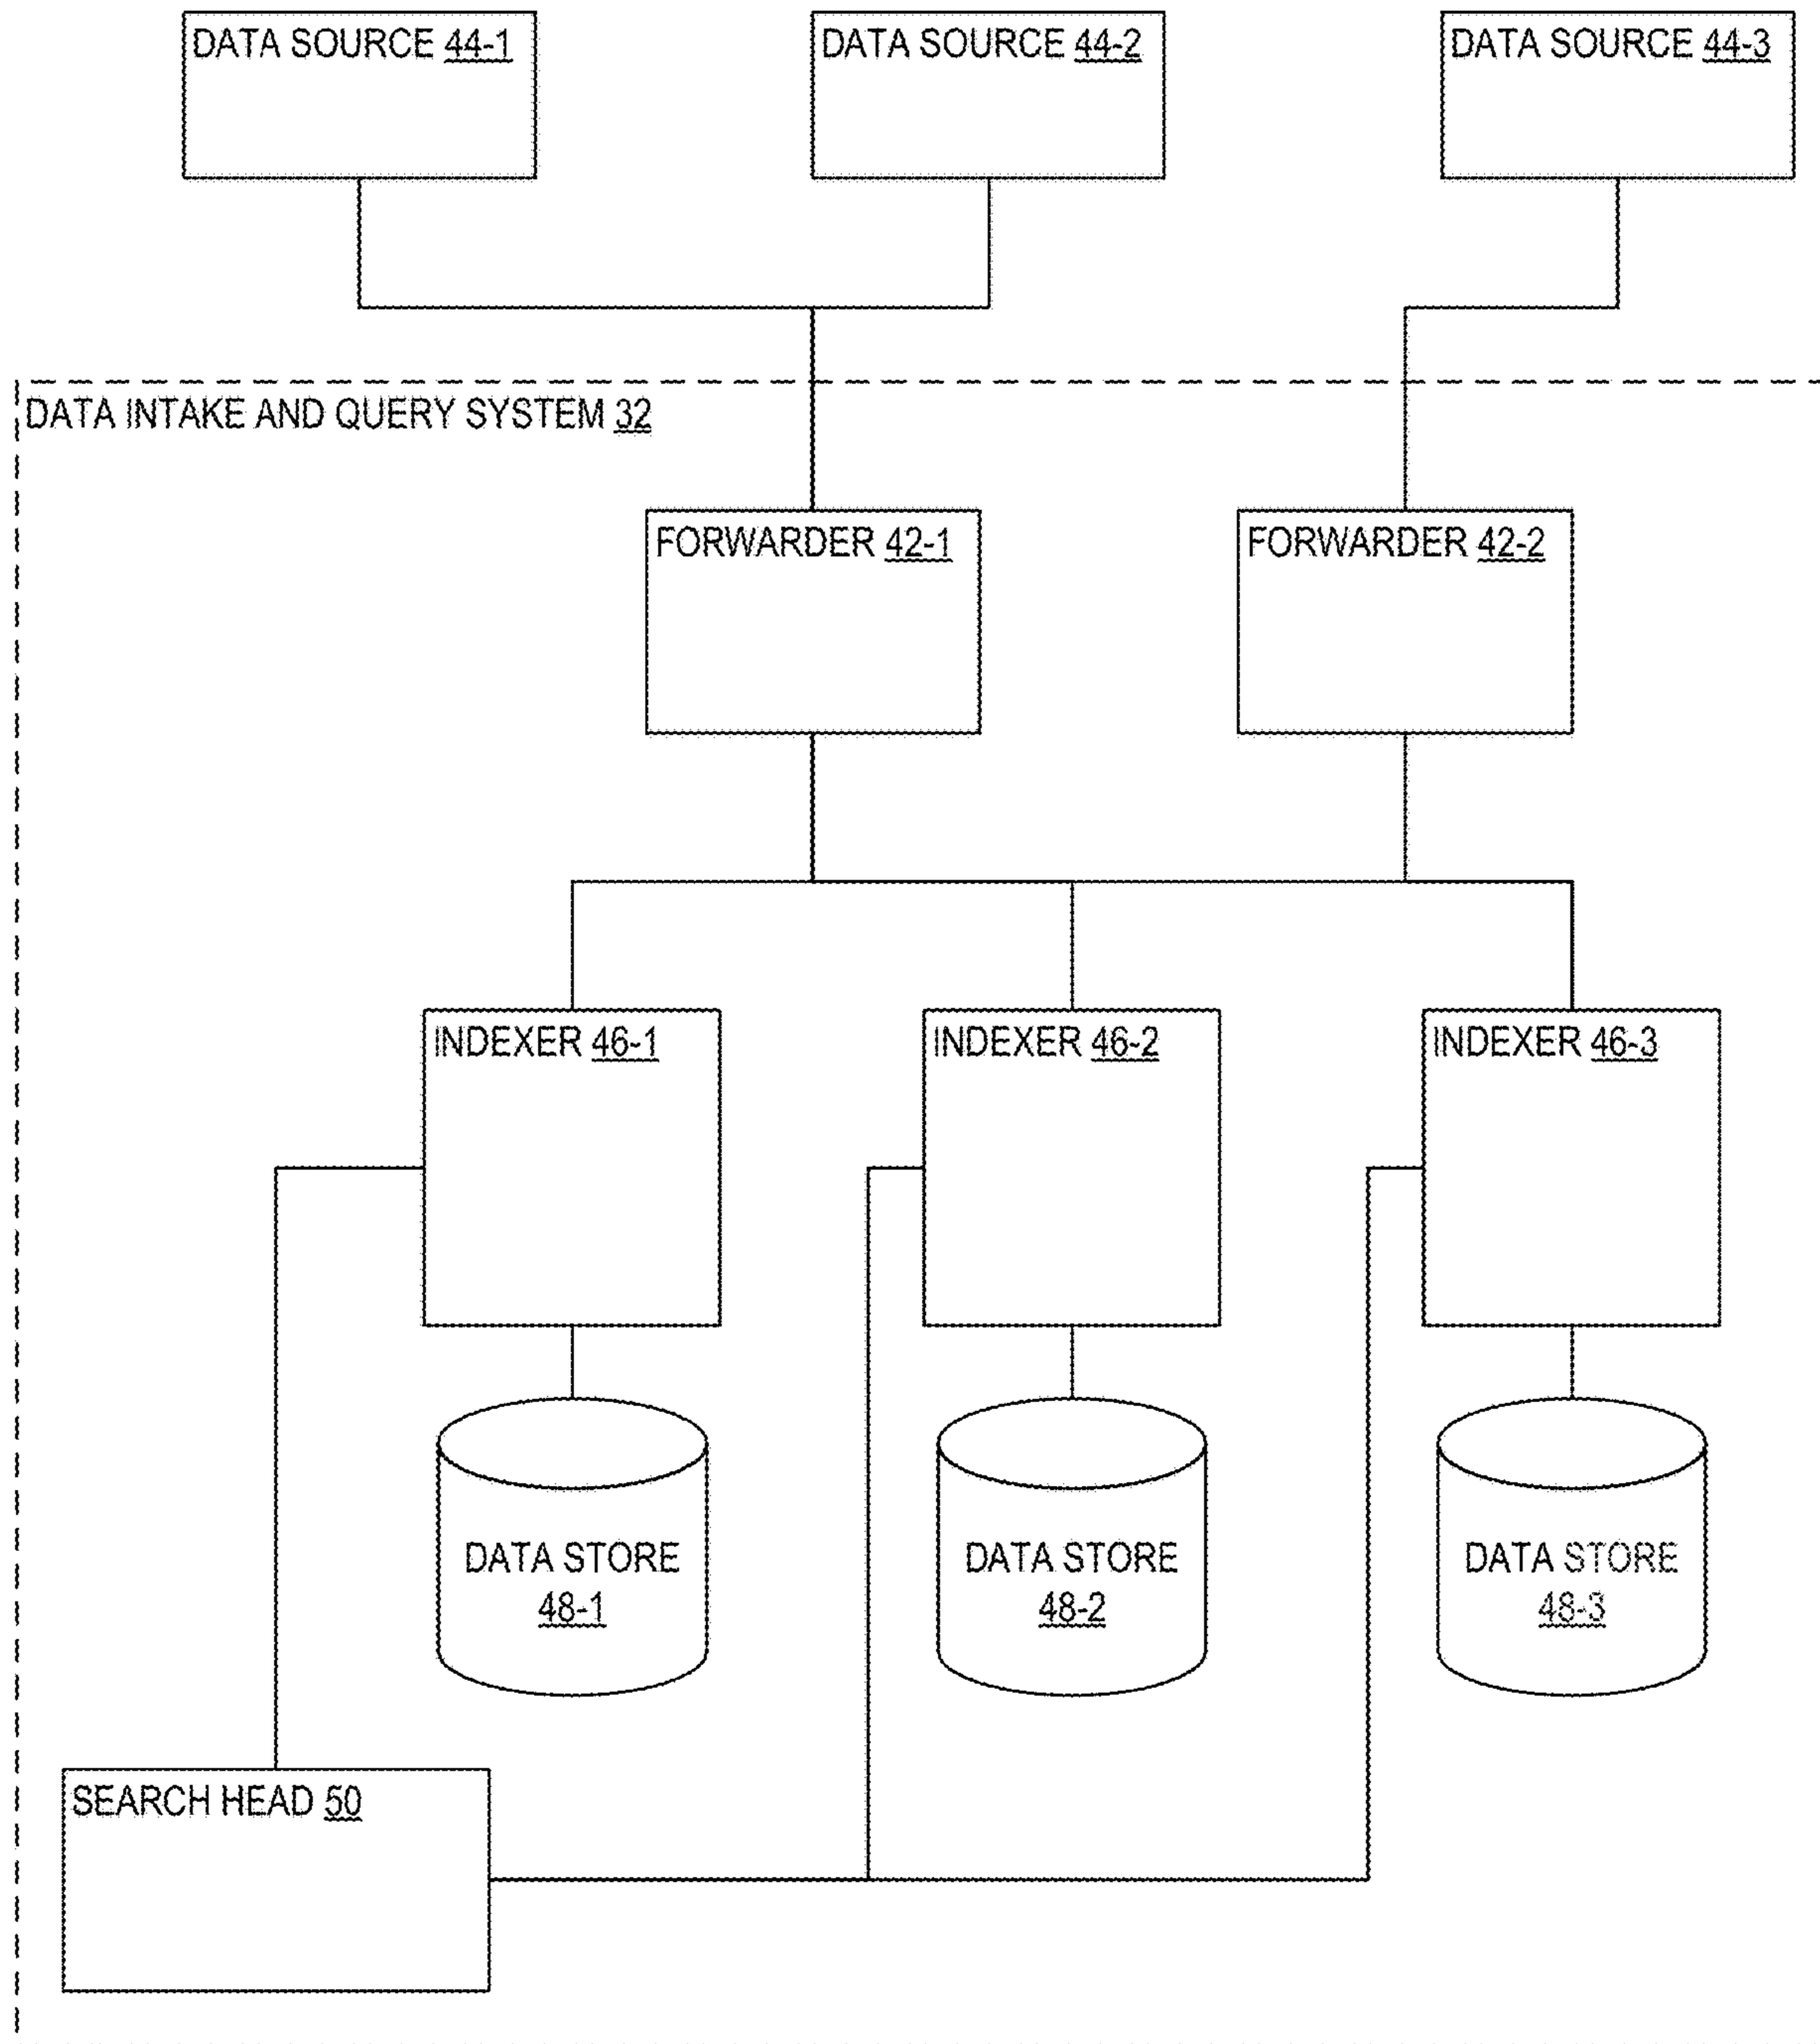 DATA SOURCE 44-1
DATA SOURCE 44-2
DATA SOURCE 44-3
DATA INTAKE AND QUERY SYSTEM 32
FORWARDER 42-1
FORWARDER 42-2
INDEXER 46-1
INDEXER 46-2
INDEXER 46-3
DATA STORE
48-1
DATA STORE
48-2
DATA STORE
48-3
SEARCH HEAD 50